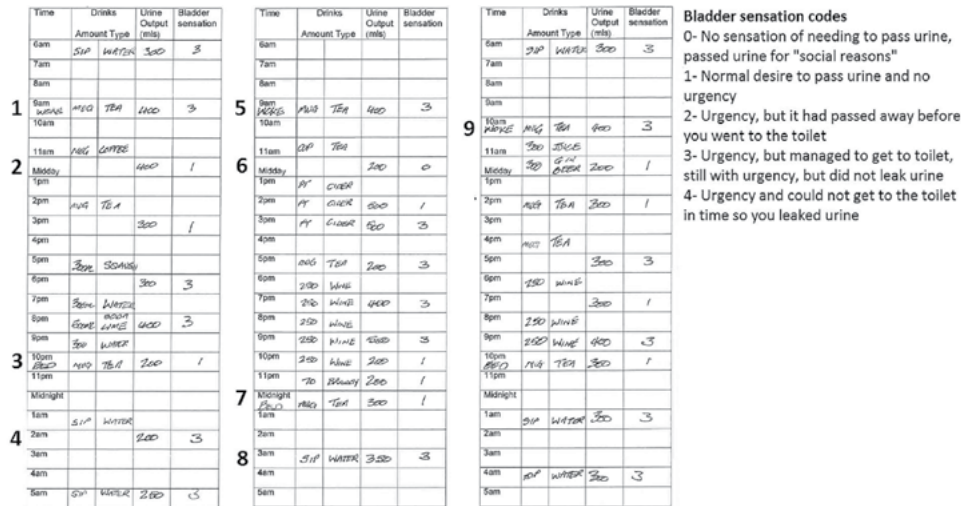 Time Drinks Urine Output (mls) Bladder sensation
Amount Type
6am SIP WATER 300 3
7am
8am
1 9am WOKE MUG TEA 400 3
10am
11am MUG COFFEE
2 Midday 400 1
1pm
2pm MUG TEA
3pm 300 1
4pm
5pm
6pm 300 3
7pm WATER
8pm LIME 400 3
9pm 300 WATER
3 10pm BED MUG TEA 200 1
11pm
Midnight
1am SIP WATER
4 2am 200 3
3am
4am
5am SIP WATER 250 3
Time Drinks Urine Output (mls) Bladder sensation
Amount Type
6am
7am
8am
5 9am WOKE MUG TEA 400 3
10am
11am CUP TEA
6 Midday 200 0
1pm PT CIDER
2pm PT CIDER 500 1
3pm PT CIDER 500 3
4pm
5pm MUG TEA 200 3
6pm 250 WINE
7pm 250 WINE 400 3
8pm 250 WINE
9pm 250 WINE 3
10pm 250 WINE 200 1
11pm 70 BRANDY 200 1
7 Midnight BED MUG TEA 300 1
1am
2am
8 3am SIP WATER 350 3
4am
5am
Time Drinks Urine Output (mls) Bladder sensation
Amount Type
6am SIP WATER 300 3
7am
8am
9am
9 10am WOKE MUG TEA 400 3
11am 300 JUICE
Midday 300 GIN BEER 200 1
1pm
2pm MUG TEA 300 1
3pm
4pm MUG TEA
5pm 300 3
6pm 250 WINE
7pm 300 1
8pm 250 WINE
9pm 250 WINE 400 3
10pm BED MUG TEA 300 1
11pm
Midnight
1am SIP WATER 300 3
2am
3am
4am SIP WATER 300 3
5am
Bladder sensation codes
0- No sensation of needing to pass urine,
passed urine for "social reasons"
1- Normal desire to pass urine and no
urgency
2- Urgency, but it had passed away before
you went to the toilet
3- Urgency, but managed to get to toilet,
still with urgency, but did not leak urine
4- Urgency and could not get to the toilet
in time so you leaked urine